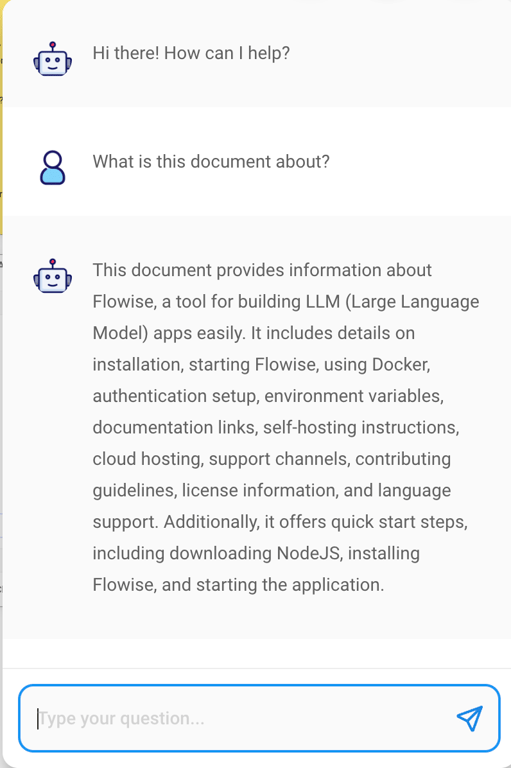 Hi there! How can I help?
What is this document about?
This document provides information about
Flowise, a tool for building LLM (Large Language
Model) apps easily. It includes details on
installation, starting Flowise, using Docker,
authentication setup, environment variables,
documentation links, self-hosting instructions,
cloud hosting, support channels, contributing
guidelines, license information, and language
support. Additionally, it offers quick start steps,
including downloading NodeJS, installing
Flowise, and starting the application.
Type your question...